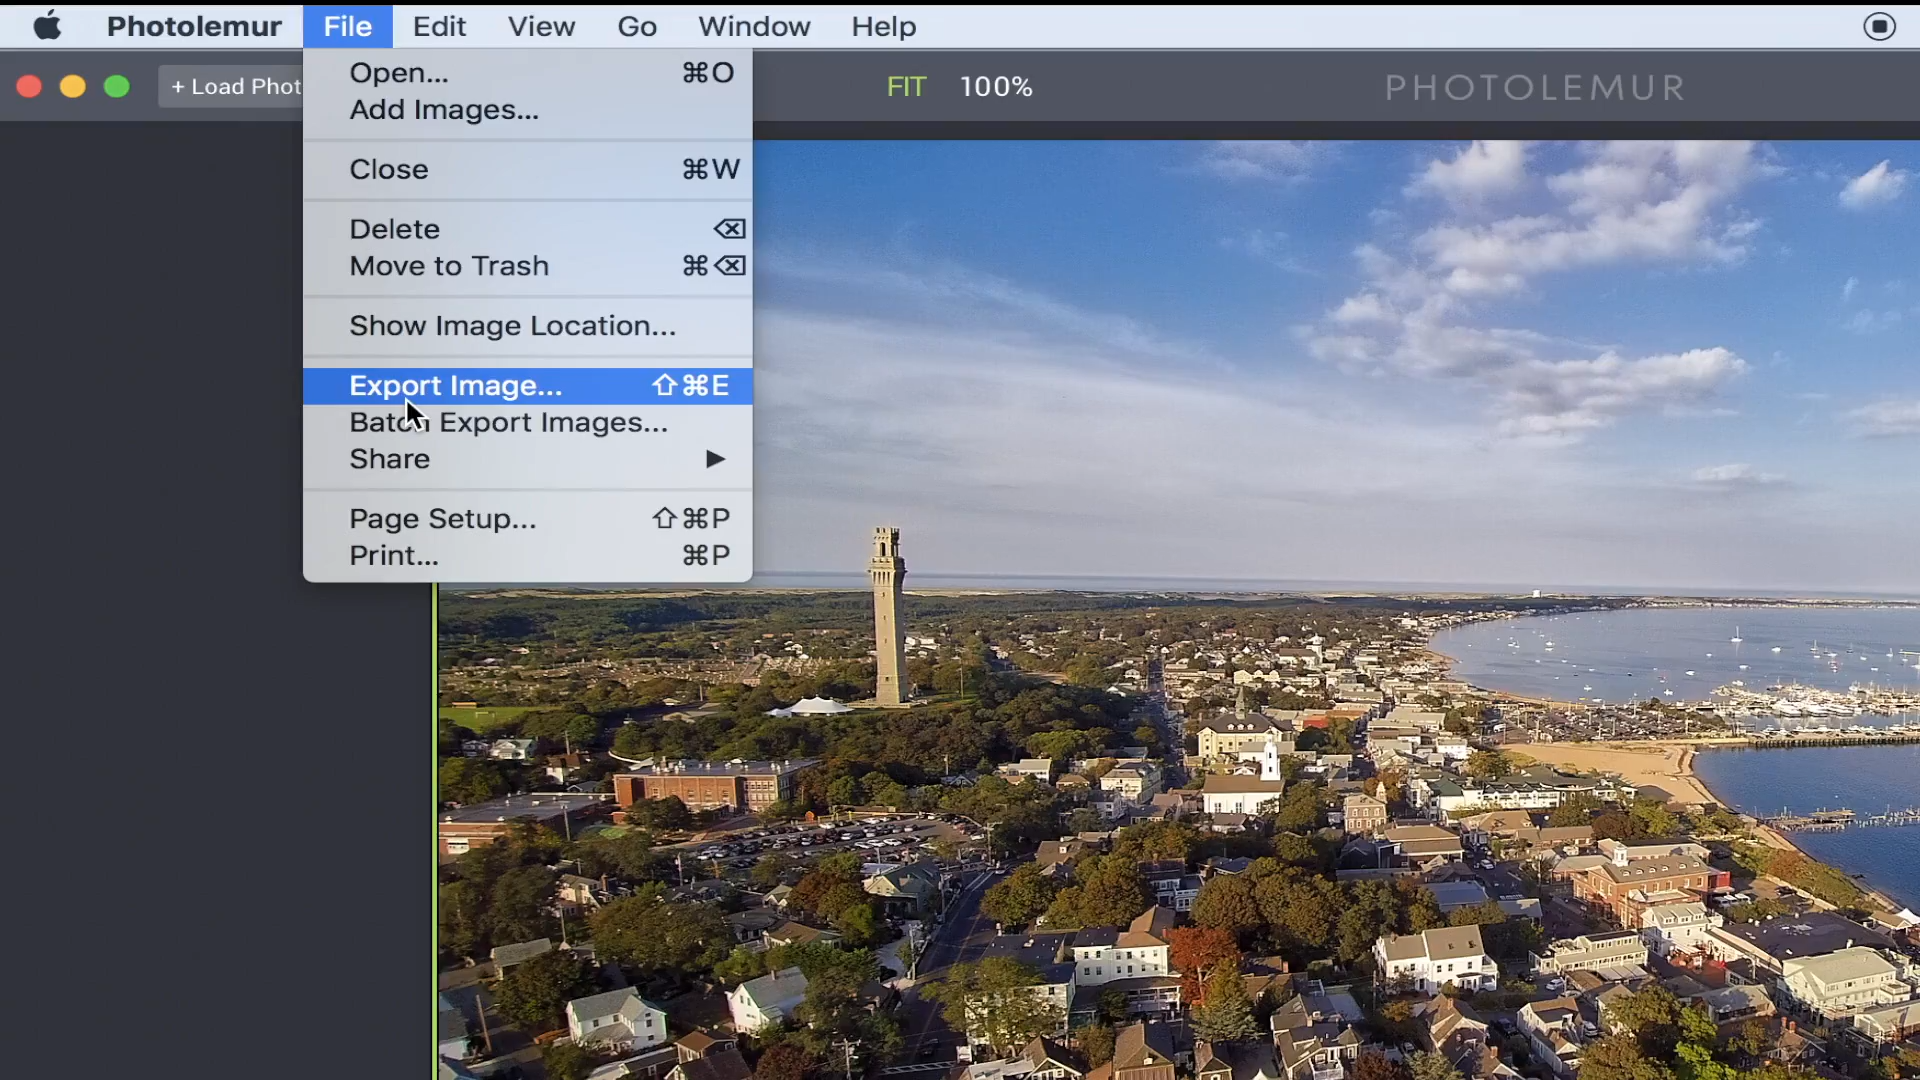 Photolemur File Edit View Go Window Help
+ Load Phot
FIT 100%
PHOTOLEMUR
Open... ⌘O
Add Images...
Close ⌘W
Delete ⌫
Move to Trash ⌘⌫
Show Image Location...
Export Image... ⇧⌘E
Batch Export Images...
Share ▶
Page Setup... ⇧⌘P
Print... ⌘P